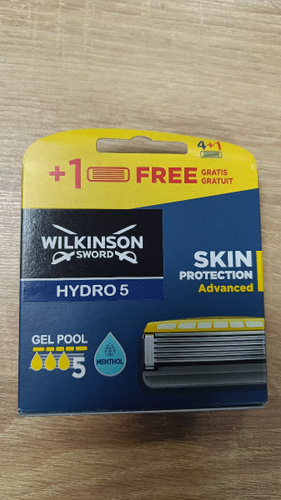 4+1
+1 FREE GRATIS
GRATUIT
WILKINSON
SWORD
HYDRO 5
SKIN
PROTECTION
Advanced
GEL POOL
5
MENTHOL